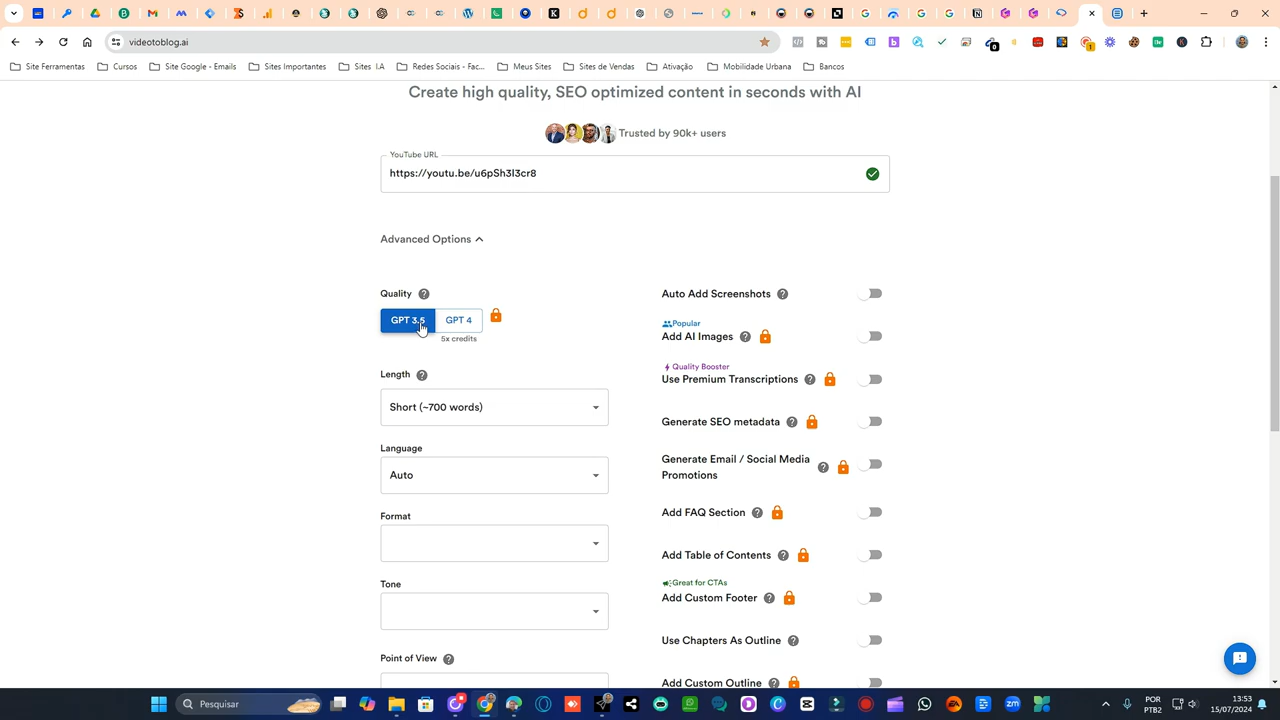 videotoblog.ai
Site Ferramentas
Cursos
Site Google - Emails
Sites Importantes
Sites I.A
Redes Sociais - Fac...
Meus Sites
Sites de Vendas
Ativação
Mobilidade Urbana
Bancos
Create high quality, SEO optimized content in seconds with AI
Trusted by 90k+ users
YouTube URL
https://youtu.be/u6pSh3I3cr8
Advanced Options
Quality
GPT 3.5
GPT 4
5x credits
Length
Short (~700 words)
Language
Auto
Format
Tone
Point of View
Auto Add Screenshots
Popular
Add AI Images
Quality Booster
Use Premium Transcriptions
Generate SEO metadata
Generate Email / Social Media
Promotions
Add FAQ Section
Add Table of Contents
Great for CTAs
Add Custom Footer
Use Chapters As Outline
Add Custom Outline
Pesquisar
POR
PTB2
13:53
15/07/2024